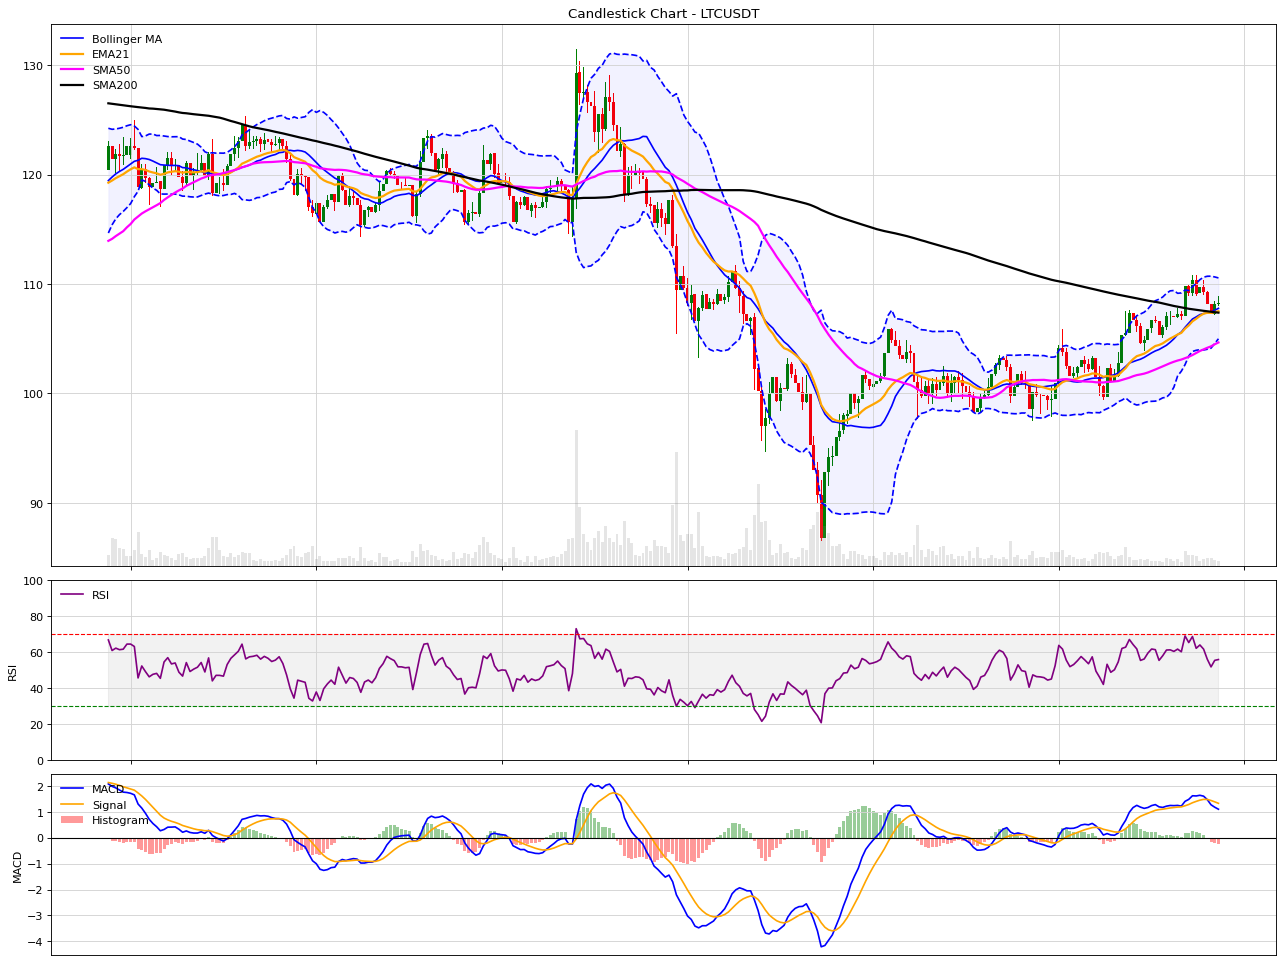 Candlestick Chart - LTCUSDT
Bollinger MA
EMA21
SMA50
SMA200
130
120
110
100
90
100
80
60
40
20
0
RSI
RSI
2
1
0
−1
−2
−3
−4
MACD
MACD
Signal
Histogram